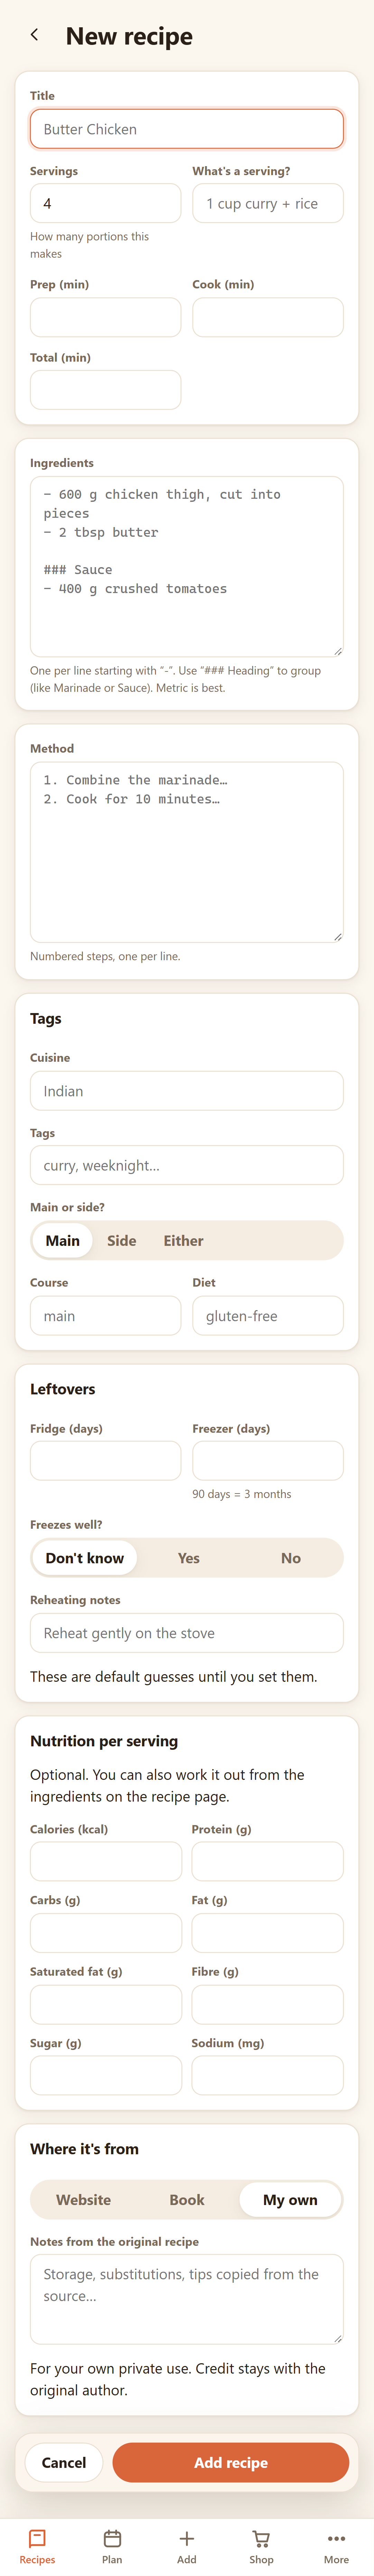 New recipe
Title
Butter Chicken
Servings
What's a serving?
4
1 cup curry + rice
How many portions this
makes
Prep (min)
Cook (min)
Total (min)
Ingredients
- 600 g chicken thigh, cut into
pieces
- 2 tbsp butter
### Sauce
- 400 g crushed tomatoes
One per line starting with “-”. Use “### Heading” to group
(like Marinade or Sauce). Metric is best.
Method
1. Combine the marinade…
2. Cook for 10 minutes…
Numbered steps, one per line.
Tags
Cuisine
Indian
Tags
curry, weeknight…
Main or side?
Main
Side
Either
Course
Diet
main
gluten-free
Leftovers
Fridge (days)
Freezer (days)
90 days = 3 months
Freezes well?
Don't know
Yes
No
Reheating notes
Reheat gently on the stove
These are default guesses until you set them.
Nutrition per serving
Optional. You can also work it out from the
ingredients on the recipe page.
Calories (kcal)
Protein (g)
Carbs (g)
Fat (g)
Saturated fat (g)
Fibre (g)
Sugar (g)
Sodium (mg)
Where it's from
Website
Book
My own
Notes from the original recipe
Storage, substitutions, tips copied from the
source…
For your own private use. Credit stays with the
original author.
Cancel
Add recipe
Recipes
Plan
Add
Shop
More